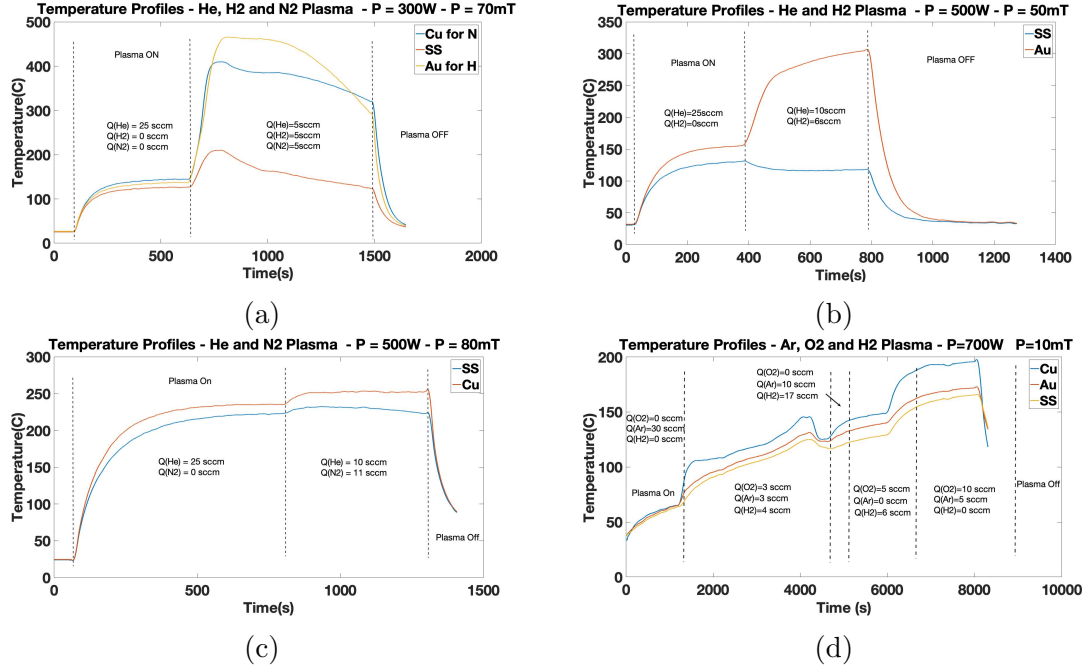 Temperature Profiles - He, H2 and N2 Plasma - P = 300W - P = 70mT
Temperature(C)
500
400
300
200
100
0
Plasma ON
Q(He) = 25 sccm
Q(H2) = 0 sccm
Q(N2) = 0 sccm
Q(He)=5sccm
Q(H2)=5sccm
Q(N2)=5sccm
Plasma OFF
Cu for N
SS
Au for H
0
500
1000
1500
2000
Time(s)
(a)
Temperature Profiles - He and H2 Plasma - P = 500W - P = 50mT
Temperature(C)
350
300
250
200
150
100
50
0
Plasma ON
Q(He)=25sccm
Q(H2)=0sccm
Q(He)=10sccm
Q(H2)=6sccm
Plasma OFF
SS
Au
0
200
400
600
800
1000
1200
1400
Time(s)
(b)
Temperature Profiles - He and N2 Plasma - P = 500W - P = 80mT
Temperature(C)
300
250
200
150
100
50
0
Plasma On
Q(He) = 25 sccm
Q(N2) = 0 sccm
Q(He) = 10 sccm
Q(N2) = 11 sccm
Plasma Off
SS
Cu
0
500
1000
1500
Time(s)
(c)
Temperature Profiles - Ar, O2 and H2 Plasma - P=700W P=10mT
Temperature(C)
200
150
100
50
0
Q(O2)=0 sccm
Q(Ar)=30 sccm
Q(H2)=0 sccm
Plasma On
Q(O2)=3 sccm
Q(Ar)=3 sccm
Q(H2)=4 sccm
Q(O2)=0 sccm
Q(Ar)=10 sccm
Q(H2)=17 sccm
Q(O2)=5 sccm
Q(Ar)=0 sccm
Q(H2)=6 sccm
Q(O2)=10 sccm
Q(Ar)=5 sccm
Q(H2)=0 sccm
Plasma Off
Cu
Au
SS
0
2000
4000
6000
8000
10000
Time (s)
(d)